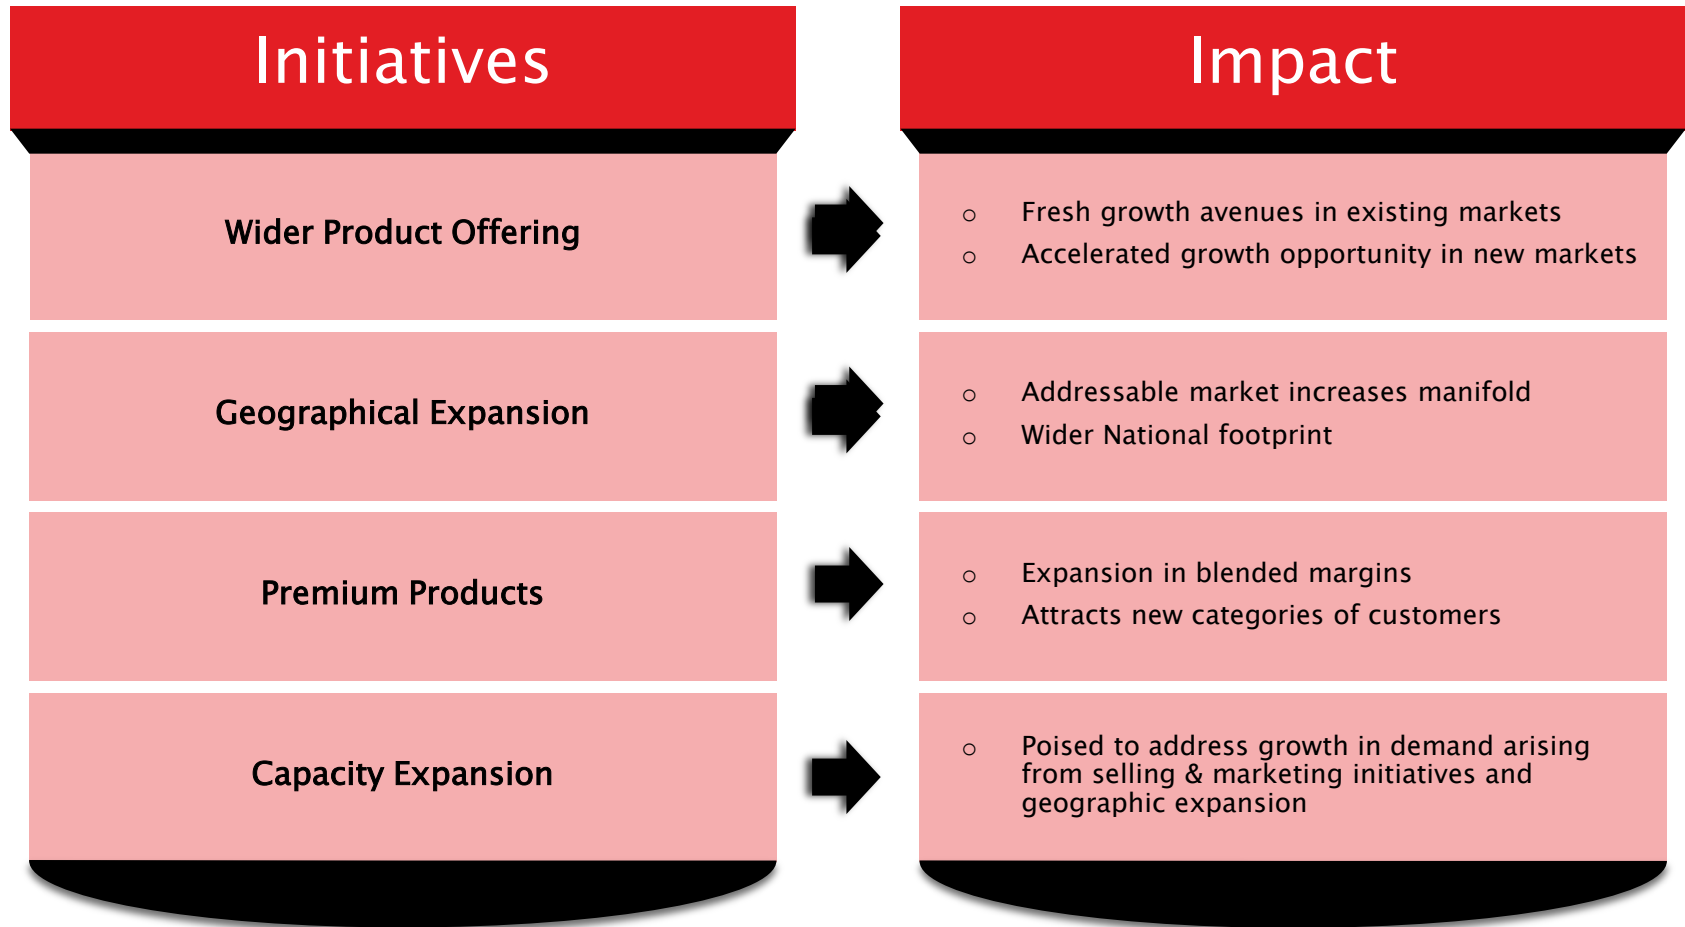 Initiatives
Impact
Wider Product Offering
o Fresh growth avenues in existing markets
o Accelerated growth opportunity in new markets
Geographical Expansion
o Addressable market increases manifold
o Wider National footprint
Premium Products
o Expansion in blended margins
o Attracts new categories of customers
Capacity Expansion
o Poised to address growth in demand arising
from selling & marketing initiatives and
geographic expansion